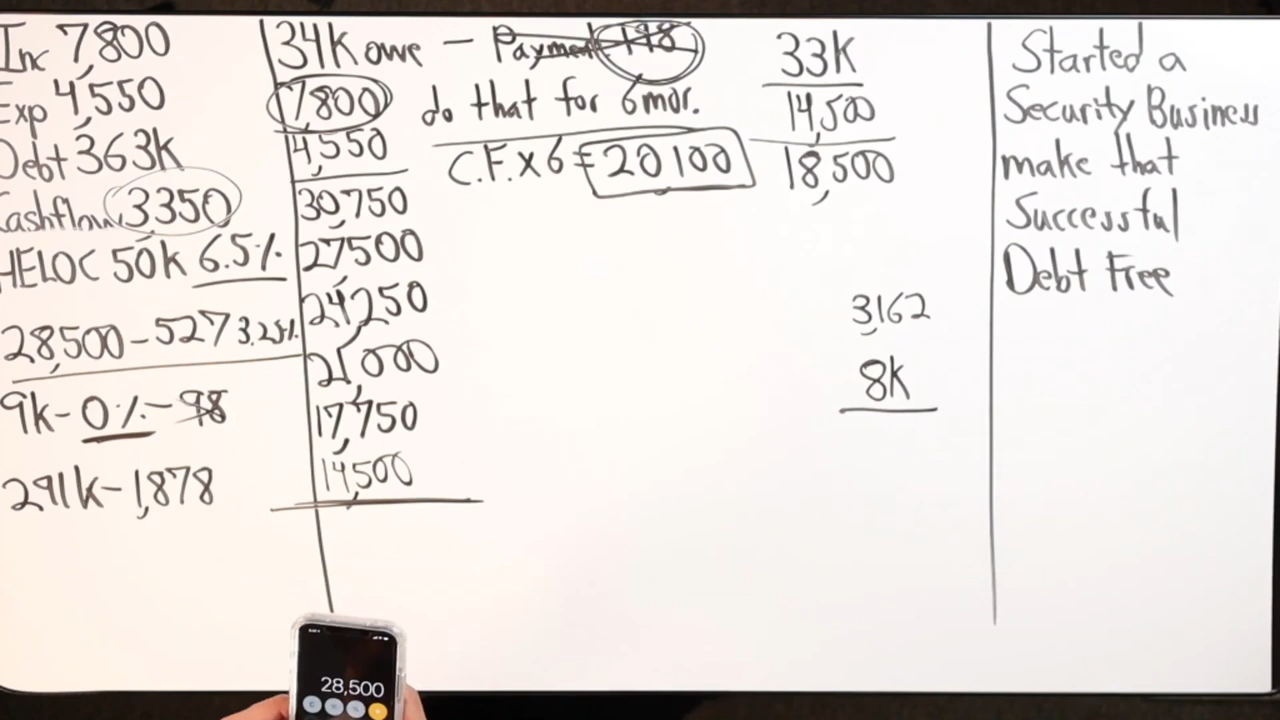 Inc 7,800
Exp 4,550
Debt 363K
Cashflow 3350
HELOC 50K 6.5%
28,500 - 527 3.25%
9k - 0% - 98
291k - 1,878
34K owe - Payment 198
7,800 do that for 6mor.
4,550
C.F. x 6 = 20100
30,750
27500
24,250
21,000
17,750
14,500
33K
14,500
18,500
3,162
8K
Started a
Security Business
make that
Successful
Debt Free
28,500